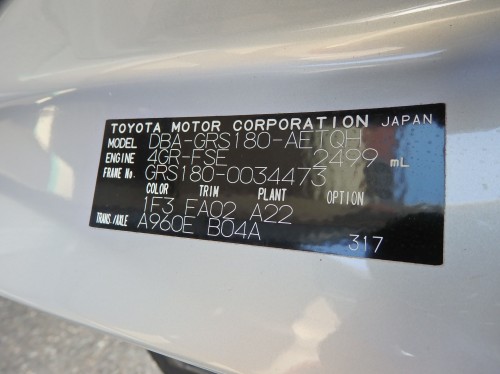 TOYOTA MOTOR CORPORATION JAPAN
MODEL DBA-GRS180-AETQH
ENGINE 4GR-FSE 2499 mL
FRAME No. GRS180-0034473
COLOR TRIM PLANT OPTION
1F3 FA02 A22
TRANS/AXLE A960E B04A
317